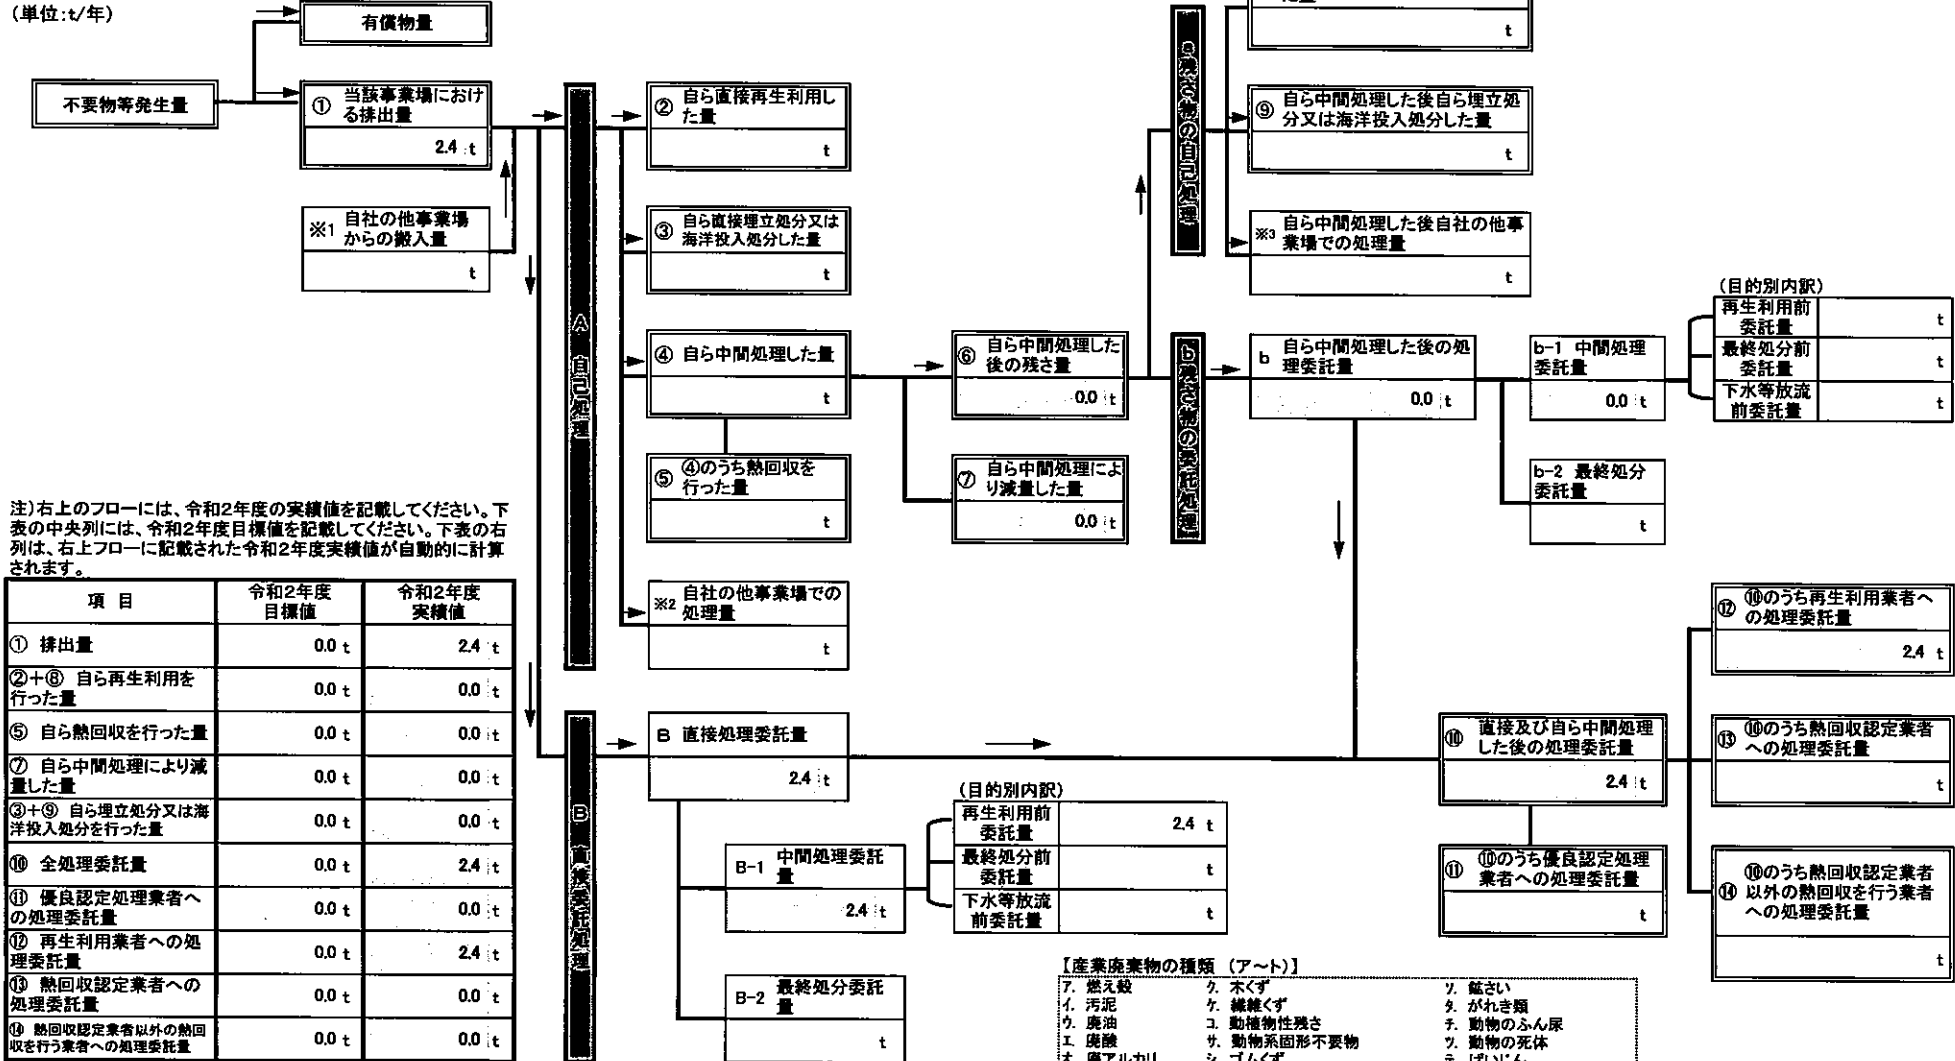 (単位:t/年)
有償物量
不要物等発生量
① 当該事業場におけ
る排出量
2.4 t
※1 自社の他事業場
からの搬入量
t
A 自己処理
② 自ら直接再生利用し
た量
t
③ 自ら直接埋立処分又は
海洋投入処分した量
t
④ 自ら中間処理した量
t
⑤ ④のうち熱回収を
行った量
t
※2 自社の他事業場での
処理量
t
⑥ 自ら中間処理した
後の残さ量
0.0 t
⑦ 自ら中間処理によ
り減量した量
0.0 t
a残さ物の自己処理
t
⑨ 自ら中間処理した後自ら埋立処
分又は海洋投入処分した量
t
※3 自ら中間処理した後自社の他事
業場での処理量
t
b残さ物の委託処理
b 自ら中間処理した後の処
理委託量
0.0 t
b-1 中間処理
委託量
0.0 t
b-2 最終処分
委託量
t
(目的別内訳)
再生利用前
委託量
t
最終処分前
委託量
t
下水等放流
前委託量
t
注)右上のフローには、令和2年度の実績値を記載してください。下
表の中央列には、令和2年度目標値を記載してください。下表の右
列は、右上フローに記載された令和2年度実績値が自動的に計算
されます。
項 目 令和2年度 目標値 令和2年度 実績値
① 排出量 0.0 t 2.4 t
②+⑧ 自ら再生利用を
行った量 0.0 t 0.0 t
⑤ 自ら熱回収を行った量 0.0 t 0.0 t
⑦ 自ら中間処理により減
量した量 0.0 t 0.0 t
③+⑨ 自ら埋立処分又は海
洋投入処分を行った量 0.0 t 0.0 t
⑩ 全処理委託量 0.0 t 2.4 t
⑪ 優良認定処理業者へ
の処理委託量 0.0 t 0.0 t
⑫ 再生利用業者への処
理委託量 0.0 t 2.4 t
⑬ 熱回収認定業者への
処理委託量 0.0 t 0.0 t
⑭ 熱回収認定業者以外の熱回
収を行う業者への処理委託量 0.0 t 0.0 t
B 直接委託処理
B 直接処理委託量
2.4 t
B-1 中間処理委託
量
2.4 t
B-2 最終処分委託
量
t
(目的別内訳)
再生利用前
委託量
2.4 t
最終処分前
委託量
t
下水等放流
前委託量
t
⑩ 直接及び自ら中間処理
した後の処理委託量
2.4 t
⑪ ⑩のうち優良認定処理
業者への処理委託量
t
⑫ ⑩のうち再生利用業者へ
の処理委託量
2.4 t
⑬ ⑩のうち熱回収認定業者
への処理委託量
t
⑭ ⑩のうち熱回収認定業者
以外の熱回収を行う業者
への処理委託量
t
【産業廃棄物の種類 (ア~ト)】
ア. 燃え殻 ク. 木くず ソ. 鉱さい
イ. 汚泥 ケ. 繊維くず タ. がれき類
ウ. 廃油 コ. 動植物性残さ チ. 動物のふん尿
エ. 廃酸 サ. 動物系固形不要物 ツ. 動物の死体
オ. 廃アルカリ シ. ゴムくず テ. ばいじん